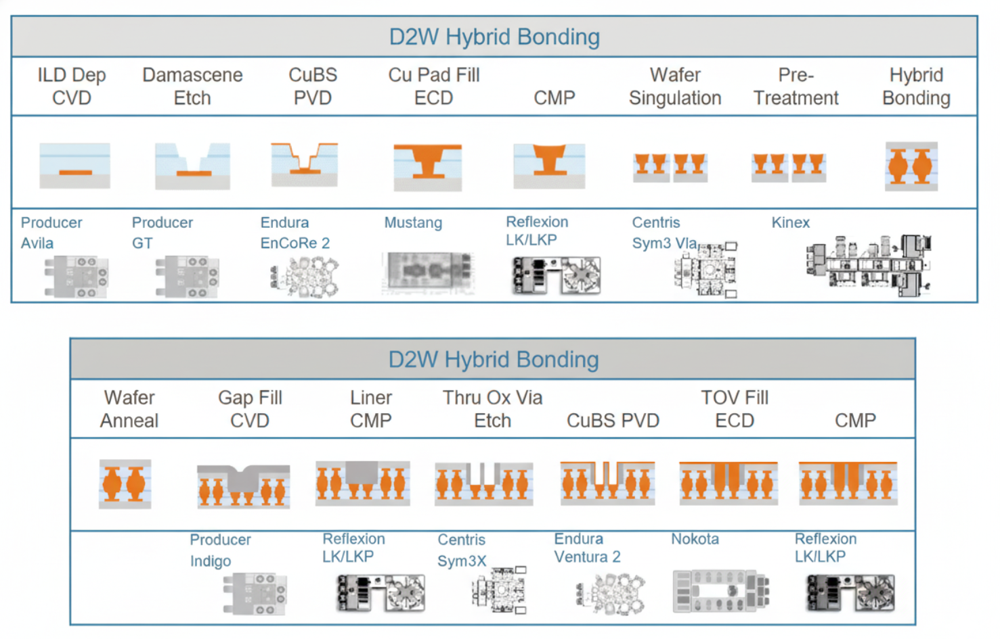 D2W Hybrid Bonding
ILD Dep
CVD
Damascene
Etch
CuBS
PVD
Cu Pad Fill
ECD
CMP
Wafer
Singulation
Pre-
Treatment
Hybrid
Bonding
Producer
Avila
Producer
GT
Endura
EnCoRe 2
Mustang
Reflexion
LK/LKP
Centris
Sym3 Vla
Kinex
D2W Hybrid Bonding
Wafer
Anneal
Gap Fill
CVD
Liner
CMP
Thru Ox Via
Etch
CuBS PVD
TOV Fill
ECD
CMP
Producer
Indigo
Reflexion
LK/LKP
Centris
Sym3X
Endura
Ventura 2
Nokota
Reflexion
LK/LKP